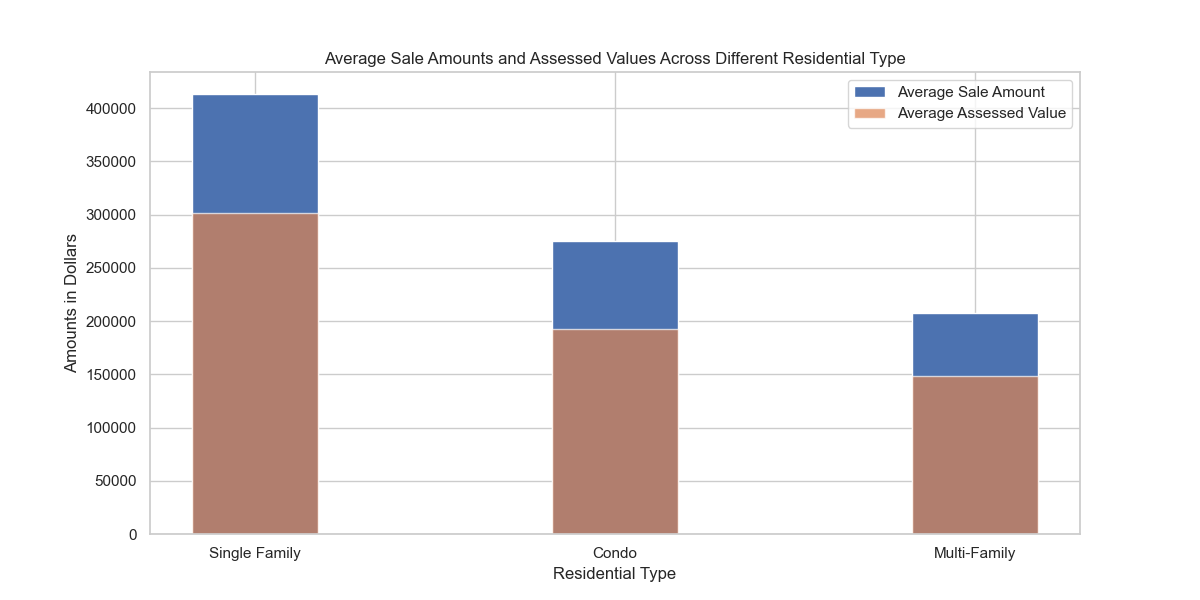 Average Sale Amounts and Assessed Values Across Different Residential Type
Average Sale Amount
Average Assessed Value
Amounts in Dollars
400000
350000
300000
250000
200000
150000
100000
50000
0
Single Family
Condo
Multi-Family
Residential Type